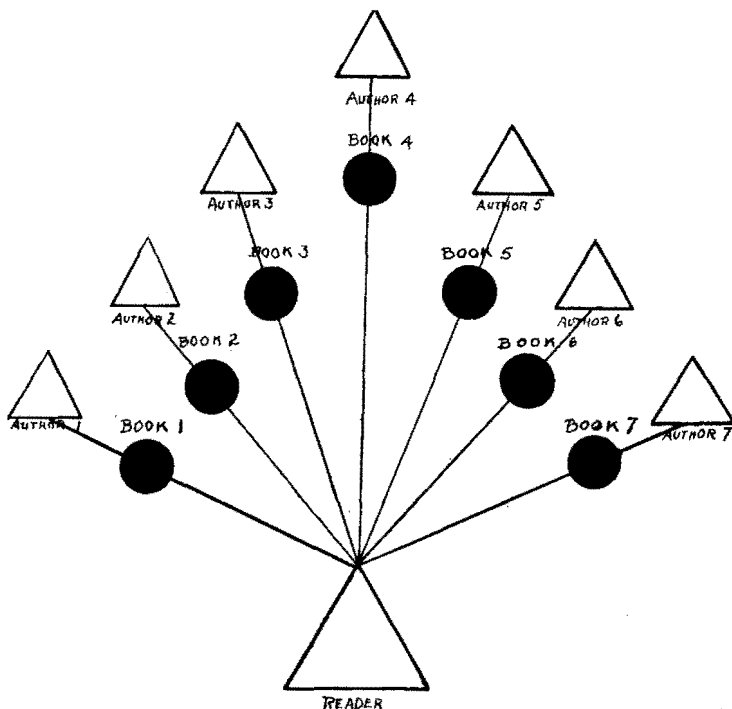 AUTHOR 4
BOOK 4
AUTHOR 3
AUTHOR 5
BOOK 3
BOOK 5
AUTHOR 2
AUTHOR 6
BOOK 2
BOOK 6
AUTHOR 1
BOOK 1
BOOK 7
AUTHOR 7
READER